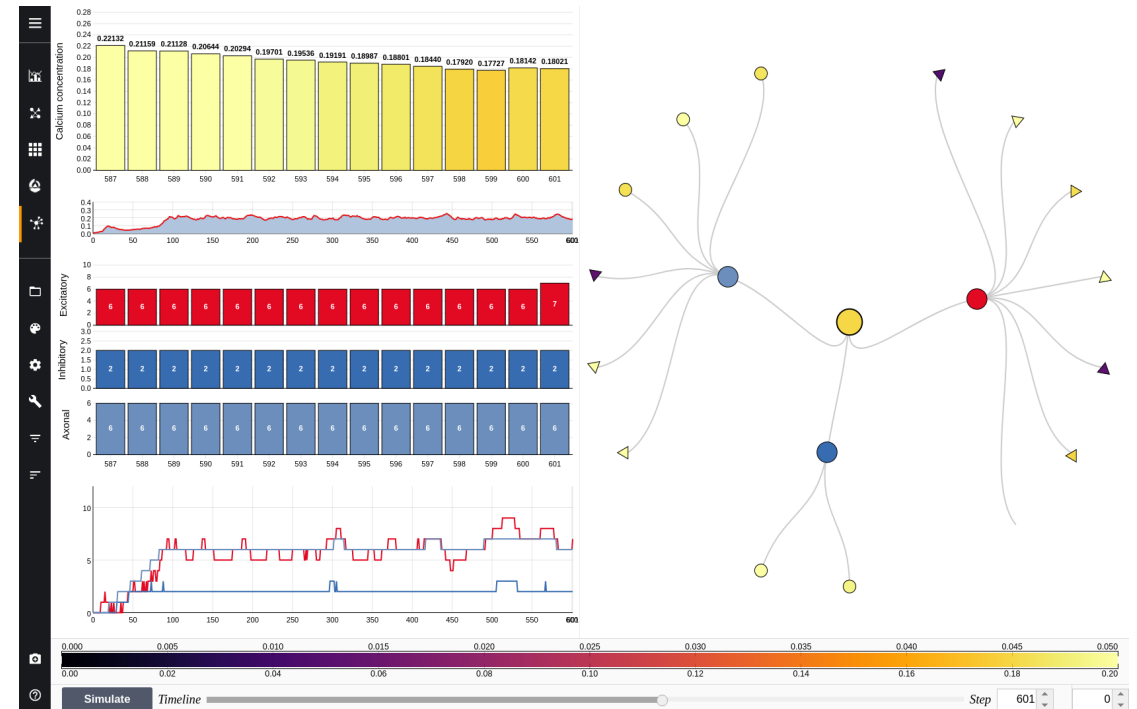 0.28
0.26
0.24
0.22
0.20
0.18
0.16
0.14
0.12
0.10
0.08
0.06
0.04
0.02
0.00
Calcium concentration
0.22132 0.21159 0.21128 0.20644 0.20294 0.19701 0.19536 0.19191 0.18987 0.18801 0.18440 0.17920 0.17727 0.18142 0.18021
587 588 589 590 591 592 593 594 595 596 597 598 599 600 601
0.4
0.3
0.2
0.1
0.0
0 50 100 150 200 250 300 350 400 450 500 550 601
Excitatory
10
8
6
4
2
0
6 6 6 6 6 6 6 6 6 6 6 6 6 6 7
Inhibitory
3.0
2.5
2.0
1.5
1.0
0.5
0.0
2 2 2 2 2 2 2 2 2 2 2 2 2 2 2
Axonal
6
4
2
0
6 6 6 6 6 6 6 6 6 6 6 6 6 6 6
587 588 589 590 591 592 593 594 595 596 597 598 599 600 601
10
5
0
0 50 100 150 200 250 300 350 400 450 500 550 601
0.000 0.005 0.010 0.015 0.020 0.025 0.030 0.035 0.040 0.045 0.050
0.00 0.02 0.04 0.06 0.08 0.10 0.12 0.14 0.16 0.18 0.20
Simulate Timeline Step 601 0